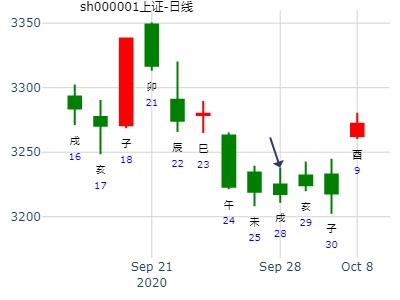 sh000001上证-日线
3350
3300
3250
3200
戌
16
亥
17
子
18
卯
21
辰
22
巳
23
午
24
未
25
戌
28
亥
29
子
30
酉
9
Sep 21
2020
Sep 28
Oct 8